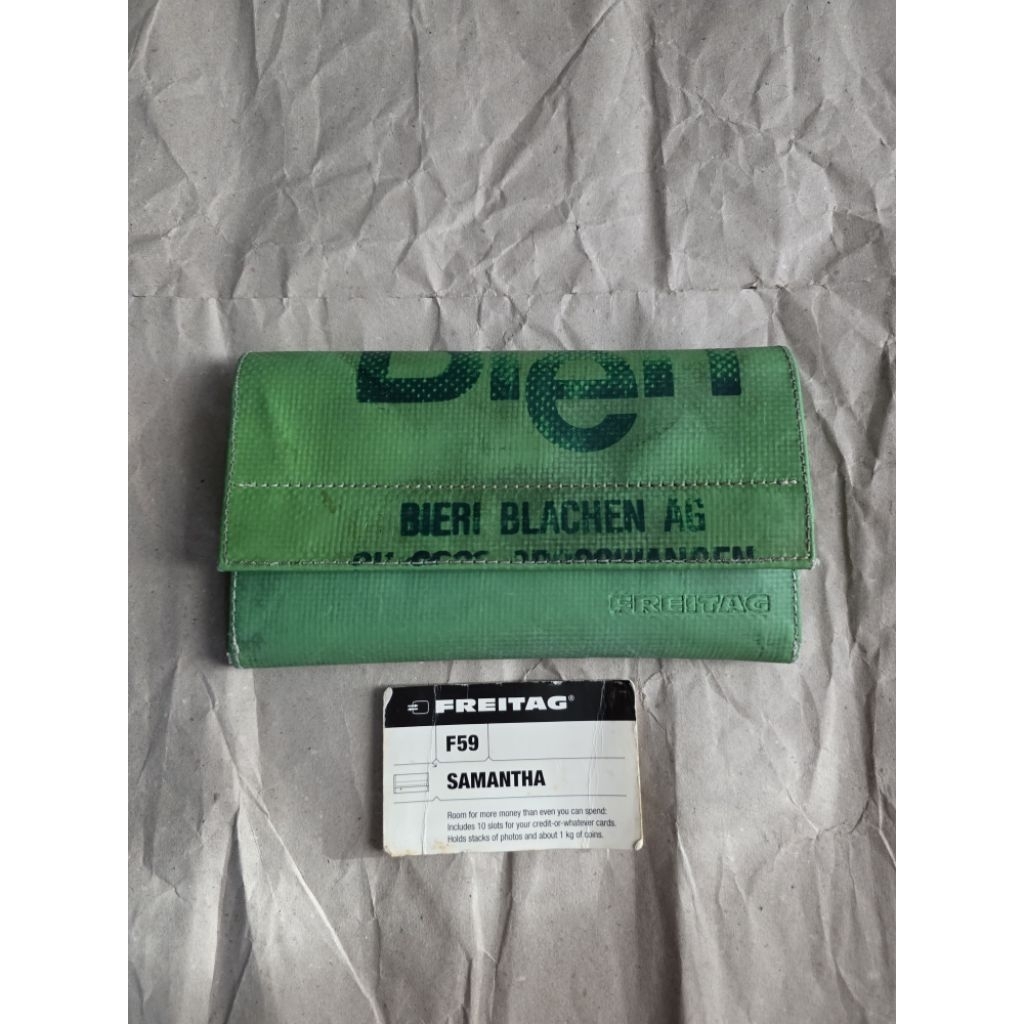 Bieri
BIERI BLACHEN AG
FREITAG
FREITAG®
F59
SAMANTHA
Room for more money than even you can spend:
Includes 10 slots for your credit-or-whatever cards.
Holds stacks of photos and about 1 kg of coins.